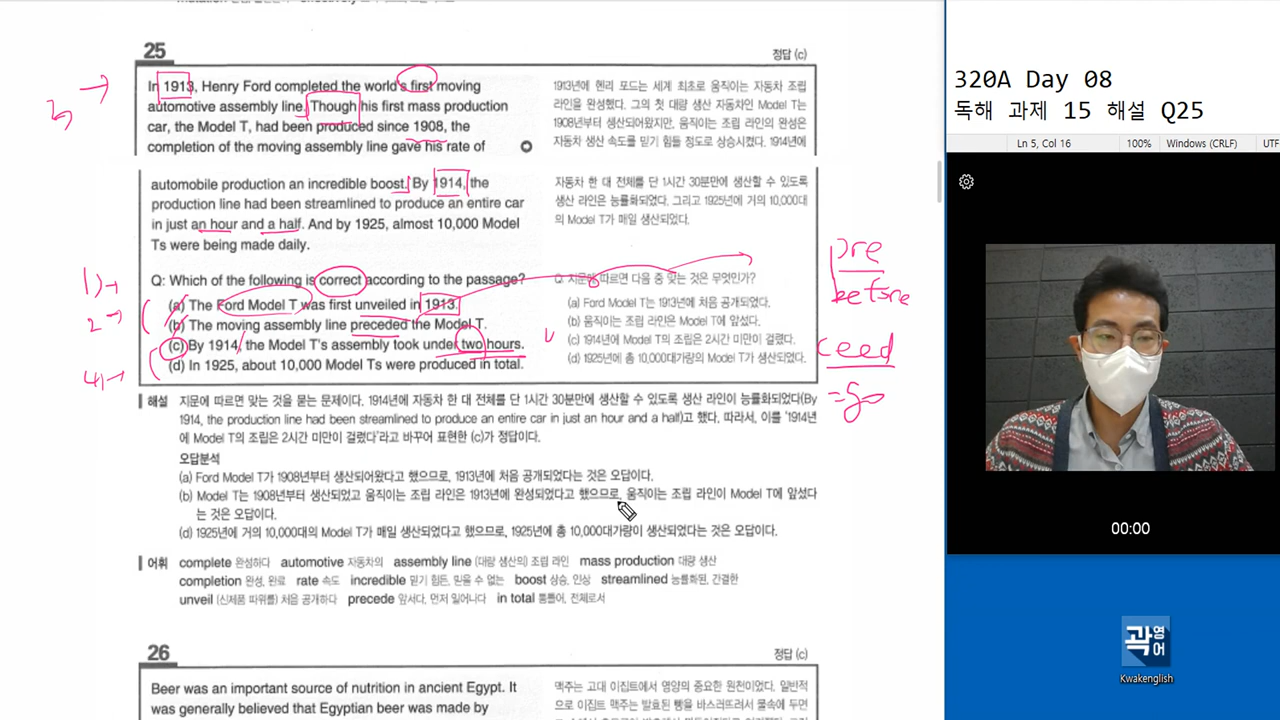 mutation effectively
25
정답 (c)
In 1913, Henry Ford completed the world's first moving
automotive assembly line. Though his first mass production
car, the Model T, had been produced since 1908, the
completion of the moving assembly line gave his rate of
1913년에 헨리 포드는 세계 최초로 움직이는 자동차 조립
라인을 완성했다. 그의 첫 대량 생산 자동차인 Model T는
1908년부터 생산되어왔지만, 움직이는 조립 라인의 완성은
자동차 생산 속도를 믿기 힘들 정도로 상승시켰다. 1914년에
automobile production an incredible boost. By 1914, the
production line had been streamlined to produce an entire car
in just an hour and a half. And by 1925, almost 10,000 Model
Ts were being made daily.
자동차 한 대 전체를 단 1시간 30분만에 생산할 수 있도록
생산 라인은 능률화되었다. 그리고 1925년에 거의 10,000대
의 Model T가 매일 생산되었다.
Q: Which of the following is correct according to the passage?
(a) The Ford Model T was first unveiled in 1913.
(b) The moving assembly line preceded the Model T.
(c) By 1914, the Model T's assembly took under two hours.
(d) In 1925, about 10,000 Model Ts were produced in total.
Q: 지문에 따르면 다음 중 맞는 것은 무엇인가?
(a) Ford Model T는 1913년에 처음 공개되었다.
(b) 움직이는 조립 라인은 Model T에 앞섰다.
(c) 1914년에 Model T의 조립은 2시간 미만이 걸렸다.
(d) 1925년에 총 10,000대가량의 Model T가 생산되었다.
1)
2)
4)
pre
before
ceed
=go
해설 지문에 따르면 맞는 것을 묻는 문제이다. 1914년에 자동차 한 대 전체를 단 1시간 30분만에 생산할 수 있도록 생산 라인이 능률화되었다(By
1914, the production line had been streamlined to produce an entire car in just an hour and a half)고 했다. 따라서, 이를 '1914년
에 Model T의 조립은 2시간 미만이 걸렸다'라고 바꾸어 표현한 (c)가 정답이다.
오답분석
(a) Ford Model T가 1908년부터 생산되어왔다고 했으므로, 1913년에 처음 공개되었다는 것은 오답이다.
(b) Model T는 1908년부터 생산되었고 움직이는 조립 라인은 1913년에 완성되었다고 했으므로, 움직이는 조립 라인이 Model T에 앞섰다
는 것은 오답이다.
(d) 1925년에 거의 10,000대의 Model T가 매일 생산되었다고 했으므로, 1925년에 총 10,000대가량이 생산되었다는 것은 오답이다.
어휘 complete 완성하다 automotive 자동차의 assembly line (대량 생산의) 조립 라인 mass production 대량 생산
completion 완성, 완료 rate 속도 incredible 믿기 힘든, 믿을 수 없는 boost 상승, 인상 streamlined 능률화된, 간결한
unveil (신제품 따위를) 처음 공개하다 precede 앞서다, 먼저 일어나다 in total 통틀어, 전체로서
26
정답 (c)
Beer was an important source of nutrition in ancient Egypt. It
was generally believed that Egyptian beer was made by
맥주는 고대 이집트에서 영양의 중요한 원천이었다. 일반적
으로 이집트 맥주는 발효된 빵을 바스러뜨려서 물속에 두면
320A Day 08
독해 과제 15 해설 Q25
Ln 5, Col 16 100% Windows (CRLF) UTF
00:00
곽영어
Kwakenglish